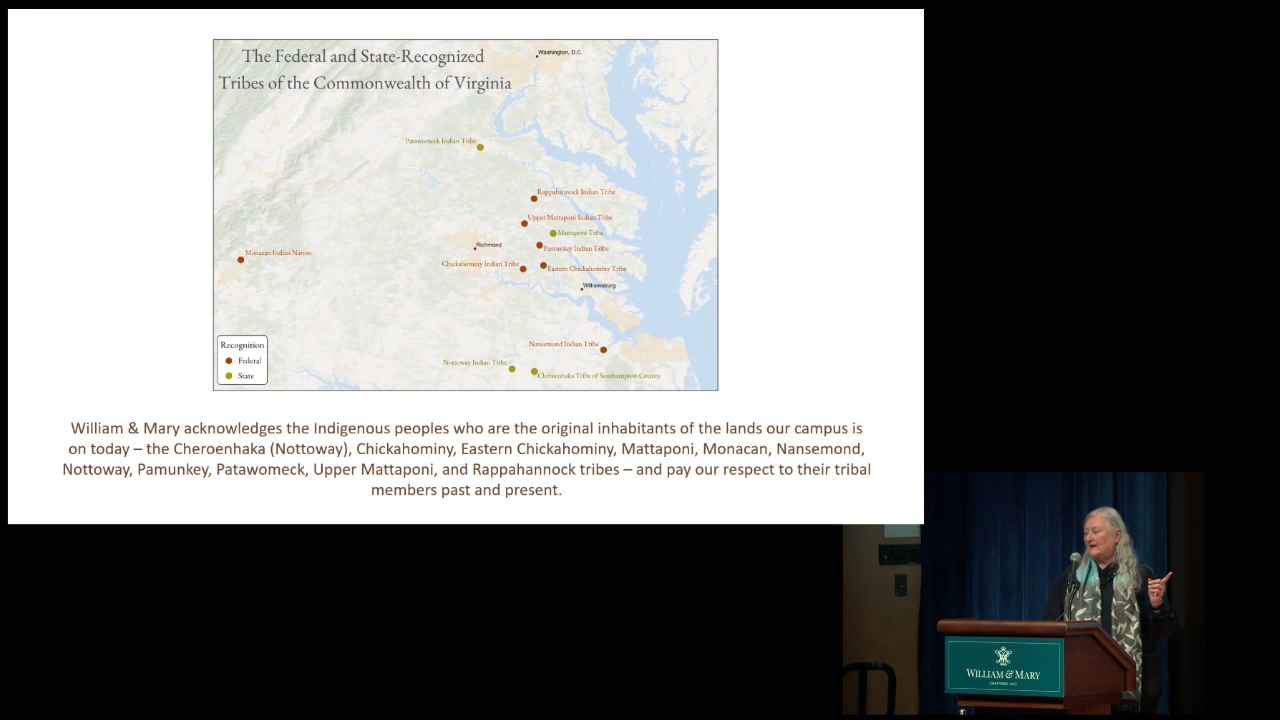 The Federal and State-Recognized
Tribes of the Commonwealth of Virginia
Washington, D.C.
Patawomeck Indian Tribe
Rappahannock Indian Tribe
Upper Mattaponi Indian Tribe
Mattaponi Tribe
Richmond
Pamunkey Indian Tribe
Monacan Indian Nation
Chickahominy Indian Tribe
Eastern Chickahominy Tribe
Williamsburg
Nansemond Indian Tribe
Nottoway Indian Tribe
Cheroenhaka Tribe of Southampton County
Recognition
Federal
State
William & Mary acknowledges the Indigenous peoples who are the original inhabitants of the lands our campus is
on today – the Cheroenhaka (Nottoway), Chickahominy, Eastern Chickahominy, Mattaponi, Monacan, Nansemond,
Nottoway, Pamunkey, Patawomeck, Upper Mattaponi, and Rappahannock tribes – and pay our respect to their tribal
members past and present.
WILLIAM & MARY
CHARTERED 1693